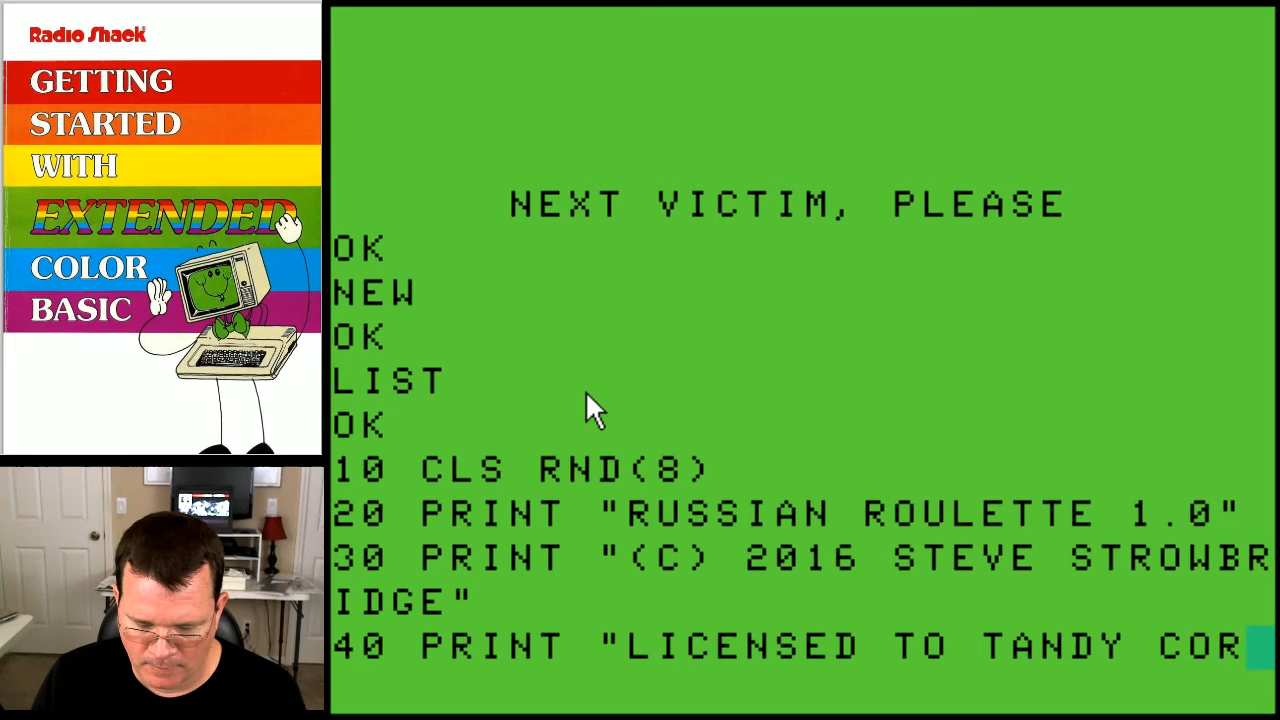 Radio Shack
GETTING
STARTED
WITH
EXTENDED
COLOR
BASIC
NEXT VICTIM, PLEASE
OK
NEW
OK
LIST
OK
10 CLS RND(8)
20 PRINT "RUSSIAN ROULETTE 1.0"
30 PRINT "(C) 2016 STEVE STROWBR
IDGE"
40 PRINT "LICENSED TO TANDY COR